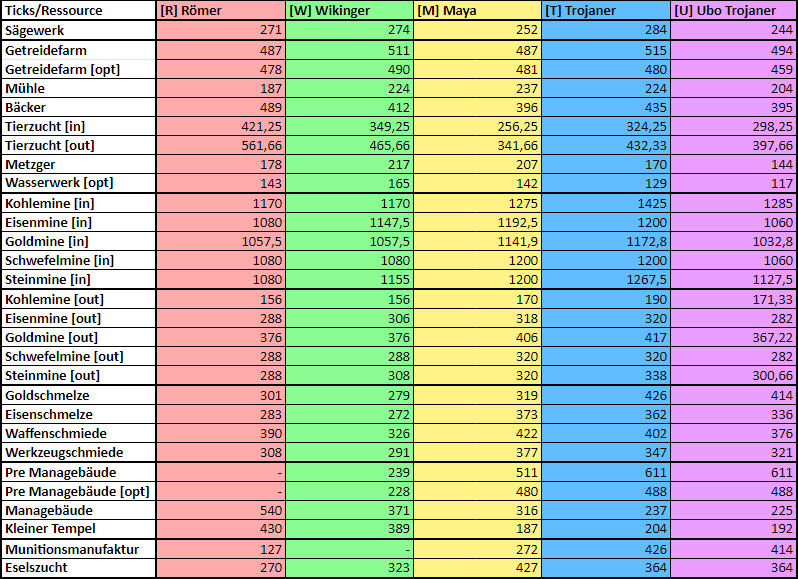 Ticks/Ressource [R] Römer [W] Wikinger [M] Maya [T] Trojaner [U] Ubo Trojaner
Sägewerk 271 274 252 284 244
Getreidefarm 487 511 487 515 494
Getreidefarm [opt] 478 490 481 480 459
Mühle 187 224 237 224 204
Bäcker 489 412 396 435 395
Tierzucht [in] 421,25 349,25 256,25 324,25 298,25
Tierzucht [out] 561,66 465,66 341,66 432,33 397,66
Metzger 178 217 207 170 144
Wasserwerk [opt] 143 165 142 129 117
Kohlemine [in] 1170 1170 1275 1425 1285
Eisenmine [in] 1080 1147,5 1192,5 1200 1060
Goldmine [in] 1057,5 1057,5 1141,9 1172,8 1032,8
Schwefelmine [in] 1080 1080 1200 1200 1060
Steinmine [in] 1080 1155 1200 1267,5 1127,5
Kohlemine [out] 156 156 170 190 171,33
Eisenmine [out] 288 306 318 320 282
Goldmine [out] 376 376 406 417 367,22
Schwefelmine [out] 288 288 320 320 282
Steinmine [out] 288 308 320 338 300,66
Goldschmelze 301 279 319 426 414
Eisenschmelze 283 272 373 362 336
Waffenschmiede 390 326 422 402 376
Werkzeugschmiede 308 291 377 347 321
Pre Managebäude - 239 511 611 611
Pre Managebäude [opt] - 228 480 488 488
Managebäude 540 371 316 237 225
Kleiner Tempel 430 389 187 204 192
Munitionsmanufaktur 127 - 272 426 414
Eselszucht 270 323 427 364 364